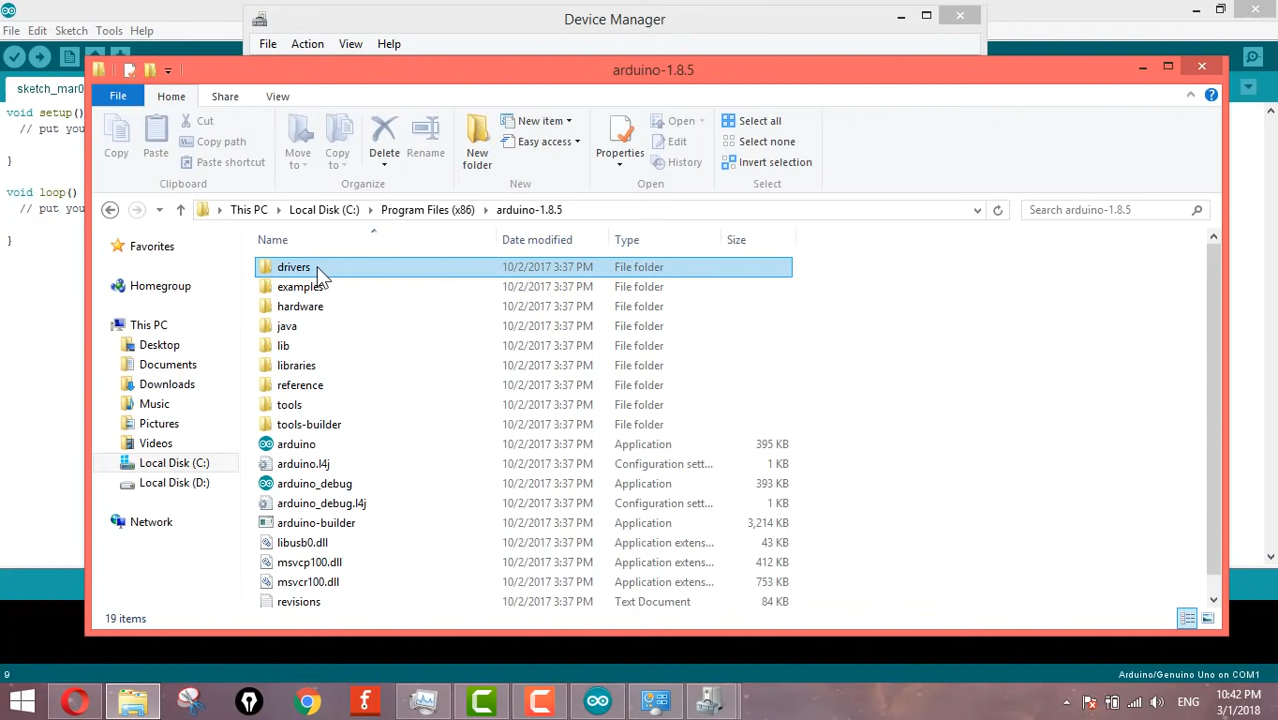 Device Manager
File Edit Sketch Tools Help
File Action View Help
arduino-1.8.5
sketch_mar0
File Home Share View
void setup()
// put you
}
void loop()
// put you
}
Copy
Paste
Cut
Copy path
Paste shortcut
Move to
Copy to
Delete
Rename
New folder
New item
Easy access
Properties
Open
Edit
History
Select all
Select none
Invert selection
Clipboard Organize New Open Select
This PC Local Disk (C:) Program Files (x86) arduino-1.8.5
Search arduino-1.8.5
Favorites
Homegroup
This PC
Desktop
Documents
Downloads
Music
Pictures
Videos
Local Disk (C:)
Local Disk (D:)
Network
Name Date modified Type Size
drivers 10/2/2017 3:37 PM File folder
examples 10/2/2017 3:37 PM File folder
hardware 10/2/2017 3:37 PM File folder
java 10/2/2017 3:37 PM File folder
lib 10/2/2017 3:37 PM File folder
libraries 10/2/2017 3:37 PM File folder
reference 10/2/2017 3:37 PM File folder
tools 10/2/2017 3:37 PM File folder
tools-builder 10/2/2017 3:37 PM File folder
arduino 10/2/2017 3:37 PM Application 395 KB
arduino.l4j 10/2/2017 3:37 PM Configuration sett... 1 KB
arduino_debug 10/2/2017 3:37 PM Application 393 KB
arduino_debug.l4j 10/2/2017 3:37 PM Configuration sett... 1 KB
arduino-builder 10/2/2017 3:37 PM Application 3,214 KB
libusb0.dll 10/2/2017 3:37 PM Application extens... 43 KB
msvcp100.dll 10/2/2017 3:37 PM Application extens... 412 KB
msvcr100.dll 10/2/2017 3:37 PM Application extens... 753 KB
revisions 10/2/2017 3:37 PM Text Document 84 KB
19 items
9
Arduino/Genuino Uno on COM1
ENG
10:42 PM
3/1/2018